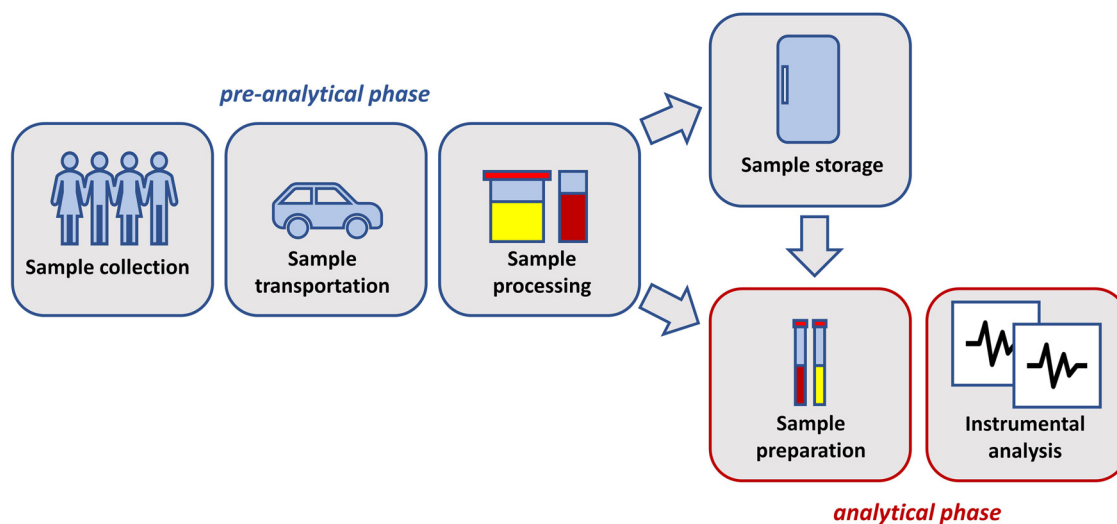 pre-analytical phase
Sample collection
Sample
transportation
Sample
processing
Sample storage
Sample
preparation
Instrumental
analysis
analytical phase